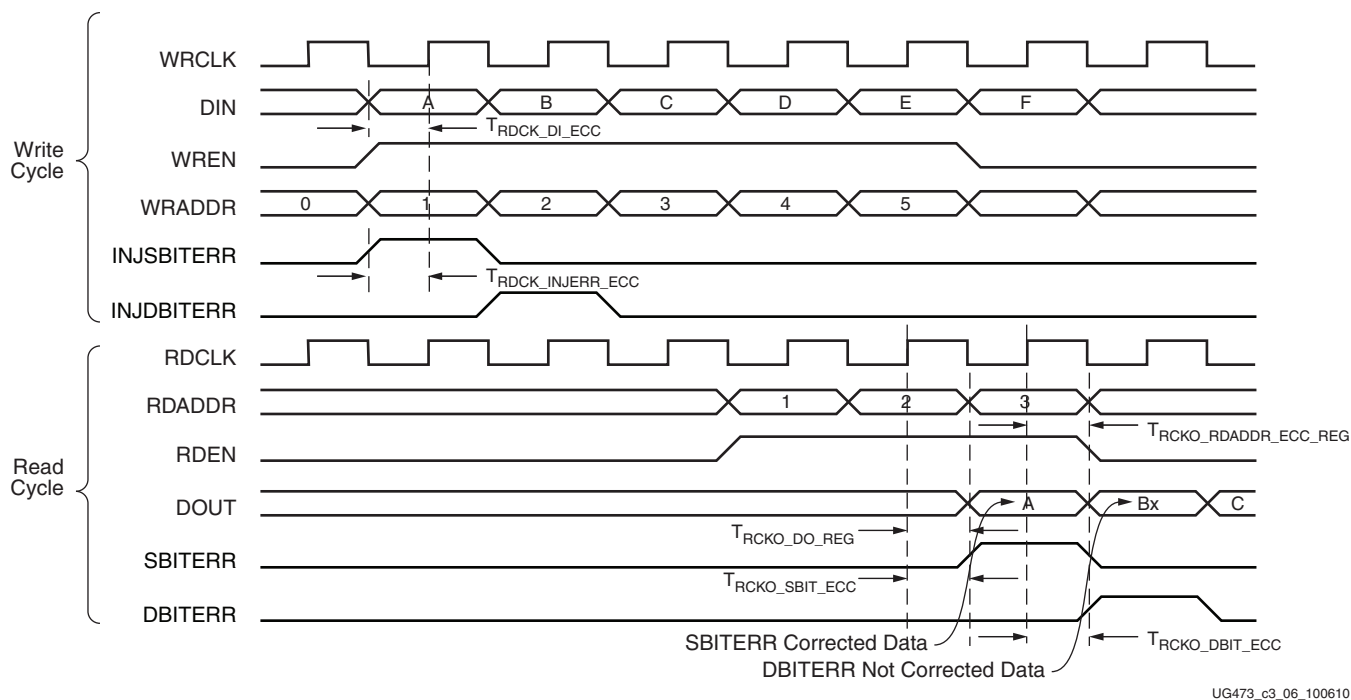 WRCLK
DIN A B C D E F
T_RDCK_DI_ECC
Write
Cycle
WREN
WRADDR 0 1 2 3 4 5
INJSBITERR
T_RDCK_INJERR_ECC
INJDBITERR
RDCLK
RDADDR 1 2 3
T_RCKO_RDADDR_ECC_REG
RDEN
Read
Cycle
DOUT A Bx C
T_RCKO_DO_REG
SBITERR
T_RCKO_SBIT_ECC
DBITERR
SBITERR Corrected Data
T_RCKO_DBIT_ECC
DBITERR Not Corrected Data
UG473_c3_06_100610